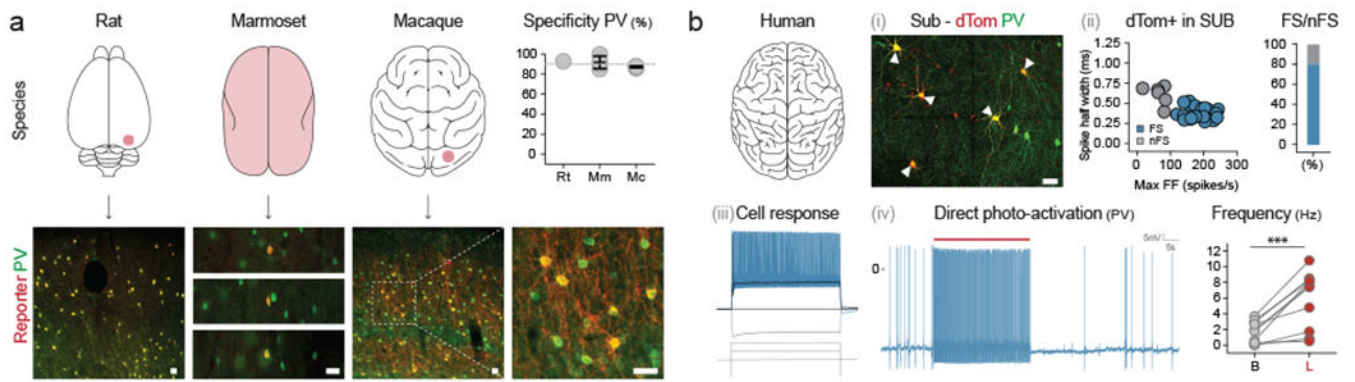 a
Rat
Marmoset
Macaque
Specificity PV (%)
Species
100
80
60
40
20
0
Rt Mm Mc
Reporter PV
b
Human
(i) Sub - dTom PV
(ii) dTom+ in SUB
FS/nFS
1.25
1.00
0.75
0.50
0.25
0.00
Spike half width (ms)
FS
nFS
0 100 200 300
Max FF (spikes/s)
100
80
60
40
20
0
(%)
(iii) Cell response
(iv) Direct photo-activation (PV)
0-
5mV
5s
Frequency (Hz)
***
12
10
8
6
4
2
0
B L